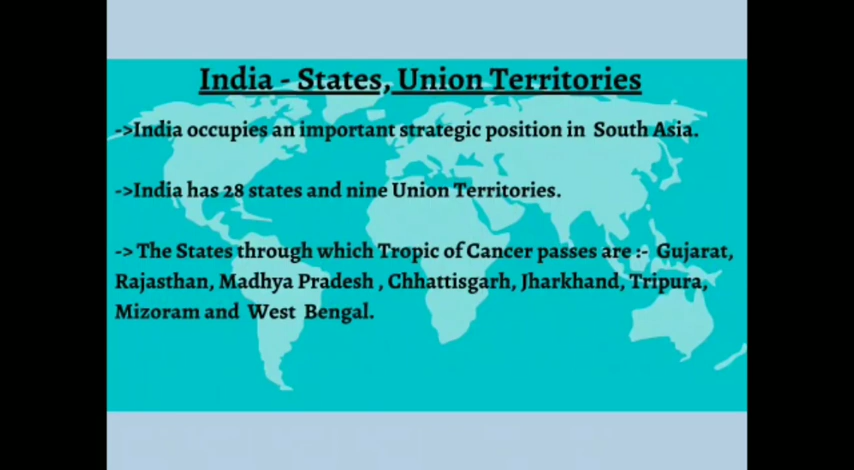 India - States, Union Territories
->India occupies an important strategic position in South Asia.
->India has 28 states and nine Union Territories.
-> The States through which Tropic of Cancer passes are :- Gujarat,
Rajasthan, Madhya Pradesh , Chhattisgarh, Jharkhand, Tripura,
Mizoram and West Bengal.